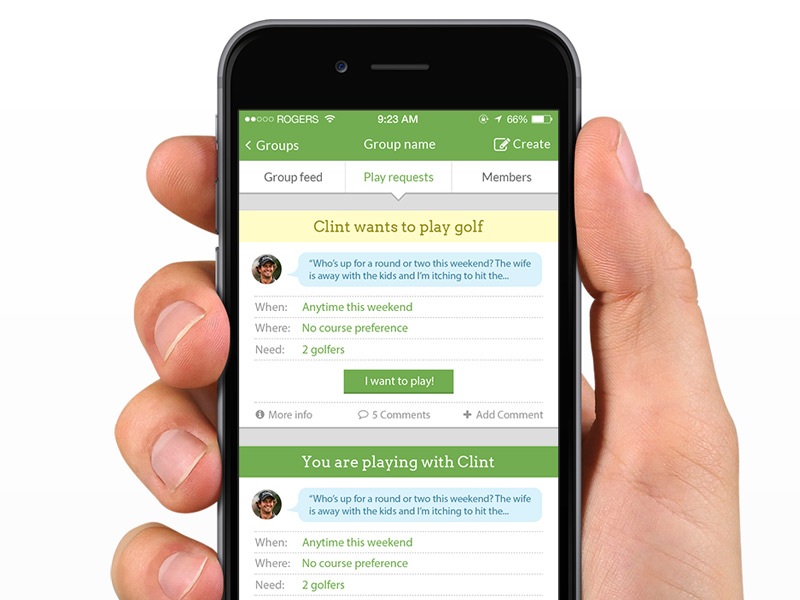 ROGERS 9:23 AM 66%
Groups Group name Create
Group feed Play requests Members
Clint wants to play golf
“Who’s up for a round or two this weekend? The wife
is away with the kids and I’m itching to hit the...
When: Anytime this weekend
Where: No course preference
Need: 2 golfers
I want to play!
More info 5 Comments Add Comment
You are playing with Clint
“Who’s up for a round or two this weekend? The wife
is away with the kids and I’m itching to hit the...
When: Anytime this weekend
Where: No course preference
Need: 2 golfers